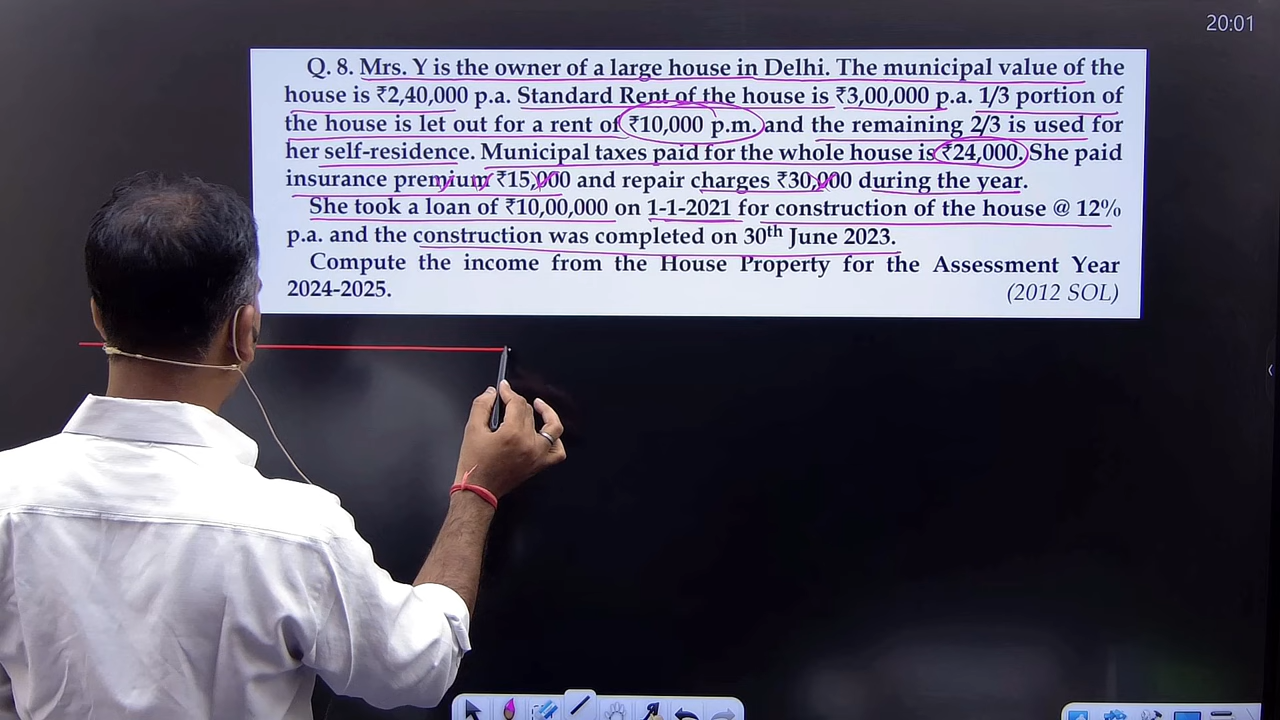 20:01
Q. 8. Mrs. Y is the owner of a large house in Delhi. The municipal value of the
house is ₹2,40,000 p.a. Standard Rent of the house is ₹3,00,000 p.a. 1/3 portion of
the house is let out for a rent of ₹10,000 p.m. and the remaining 2/3 is used for
her self-residence. Municipal taxes paid for the whole house is ₹24,000. She paid
insurance premium ₹15,000 and repair charges ₹30,000 during the year.
She took a loan of ₹10,00,000 on 1-1-2021 for construction of the house @ 12%
p.a. and the construction was completed on 30th June 2023.
Compute the income from the House Property for the Assessment Year
2024-2025. (2012 SOL)